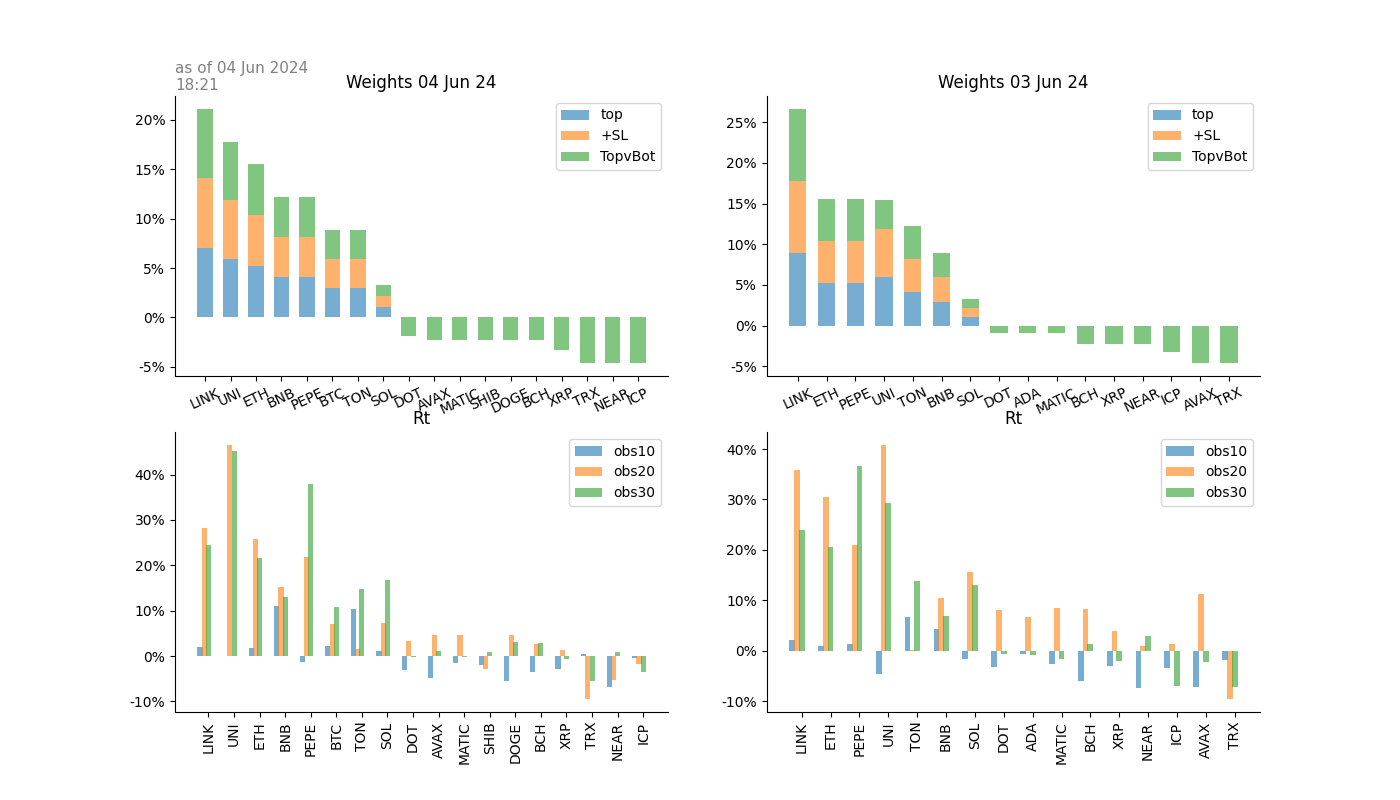 as of 04 Jun 2024
18:21
Weights 04 Jun 24
20%
15%
10%
5%
0%
-5%
top
+SL
TopvBot
LINK UNI ETH BNB PEPE BTC TON SOL DOT AVAX MATIC SHIB DOGE BCH XRP TRX NEAR ICP
Weights 03 Jun 24
25%
20%
15%
10%
5%
0%
-5%
top
+SL
TopvBot
LINK ETH PEPE UNI TON BNB SOL DOT ADA MATIC BCH XRP NEAR ICP AVAX TRX
Rt
40%
30%
20%
10%
0%
-10%
obs10
obs20
obs30
LINK UNI ETH BNB PEPE BTC TON SOL DOT AVAX MATIC SHIB DOGE BCH XRP TRX NEAR ICP
Rt
40%
30%
20%
10%
0%
-10%
obs10
obs20
obs30
LINK ETH PEPE UNI TON BNB SOL DOT ADA MATIC BCH XRP NEAR ICP AVAX TRX